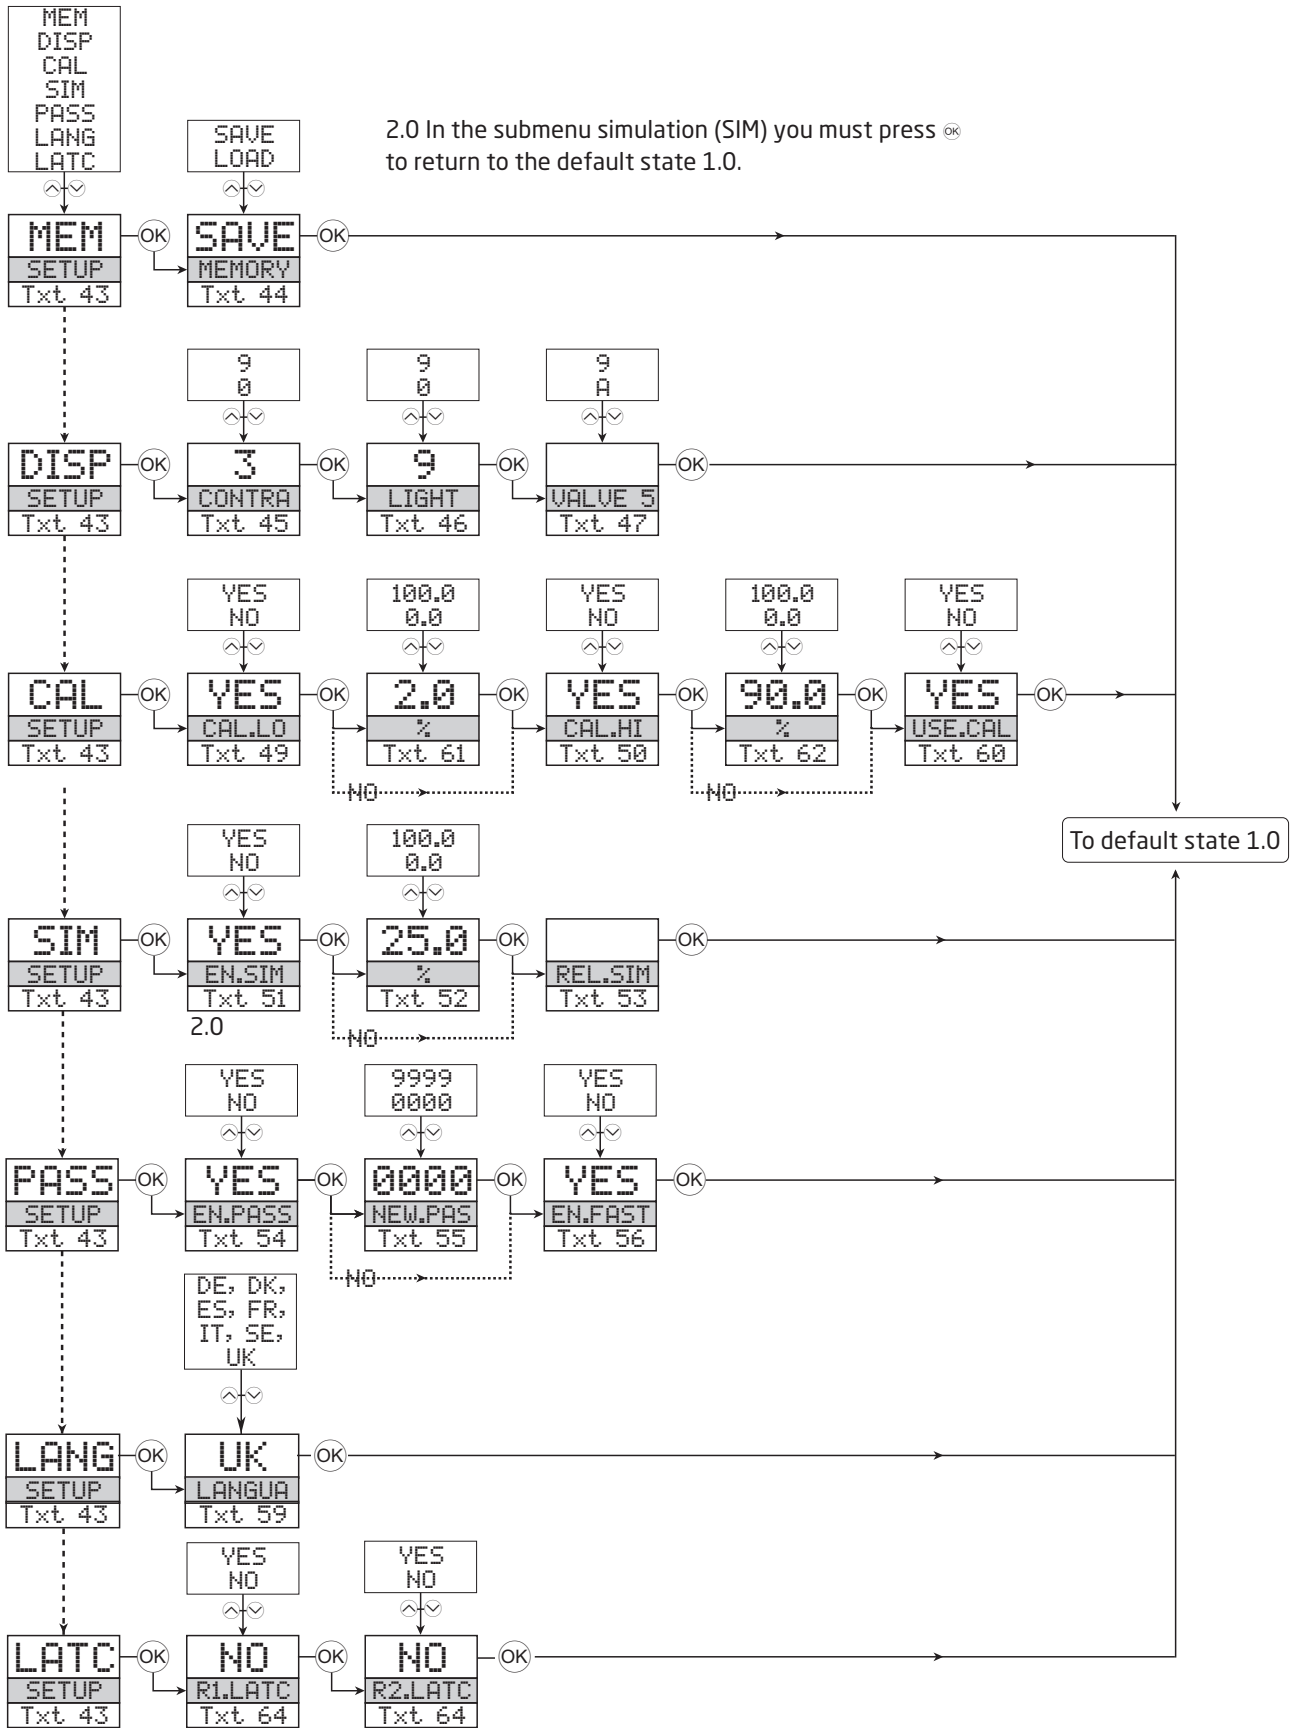 MEM
DISP
CAL
SIM
PASS
LANG
LATC
SAVE
LOAD
2.0 In the submenu simulation (SIM) you must press OK
to return to the default state 1.0.
MEM OK SAVE OK
SETUP MEMORY
Txt 43 Txt 44
9 9 9
0 0 A
DISP OK 3 OK 9 OK OK
SETUP CONTRA LIGHT VALVE 5
Txt 43 Txt 45 Txt 46 Txt 47
YES 100.0 YES 100.0 YES
NO 0.0 NO 0.0 NO
CAL OK YES OK 2.0 OK YES OK 90.0 OK YES OK
SETUP CAL.LO % CAL.HI % USE.CAL
Txt 43 Txt 49 Txt 61 Txt 50 Txt 62 Txt 60
NO NO
To default state 1.0
YES 100.0
NO 0.0
SIM OK YES OK 25.0 OK OK
SETUP EN.SIM % REL.SIM
Txt 43 Txt 51 Txt 52 Txt 53
2.0
NO
YES 9999 YES
NO 0000 NO
PASS OK YES OK 0000 OK YES OK
SETUP EN.PASS NEW.PAS EN.FAST
Txt 43 Txt 54 Txt 55 Txt 56
NO
DE, DK,
ES, FR,
IT, SE,
UK
LANG OK UK OK
SETUP LANGUA
Txt 43 Txt 59
YES YES
NO NO
LATC OK NO OK NO OK
SETUP R1.LATC R2.LATC
Txt 43 Txt 64 Txt 64